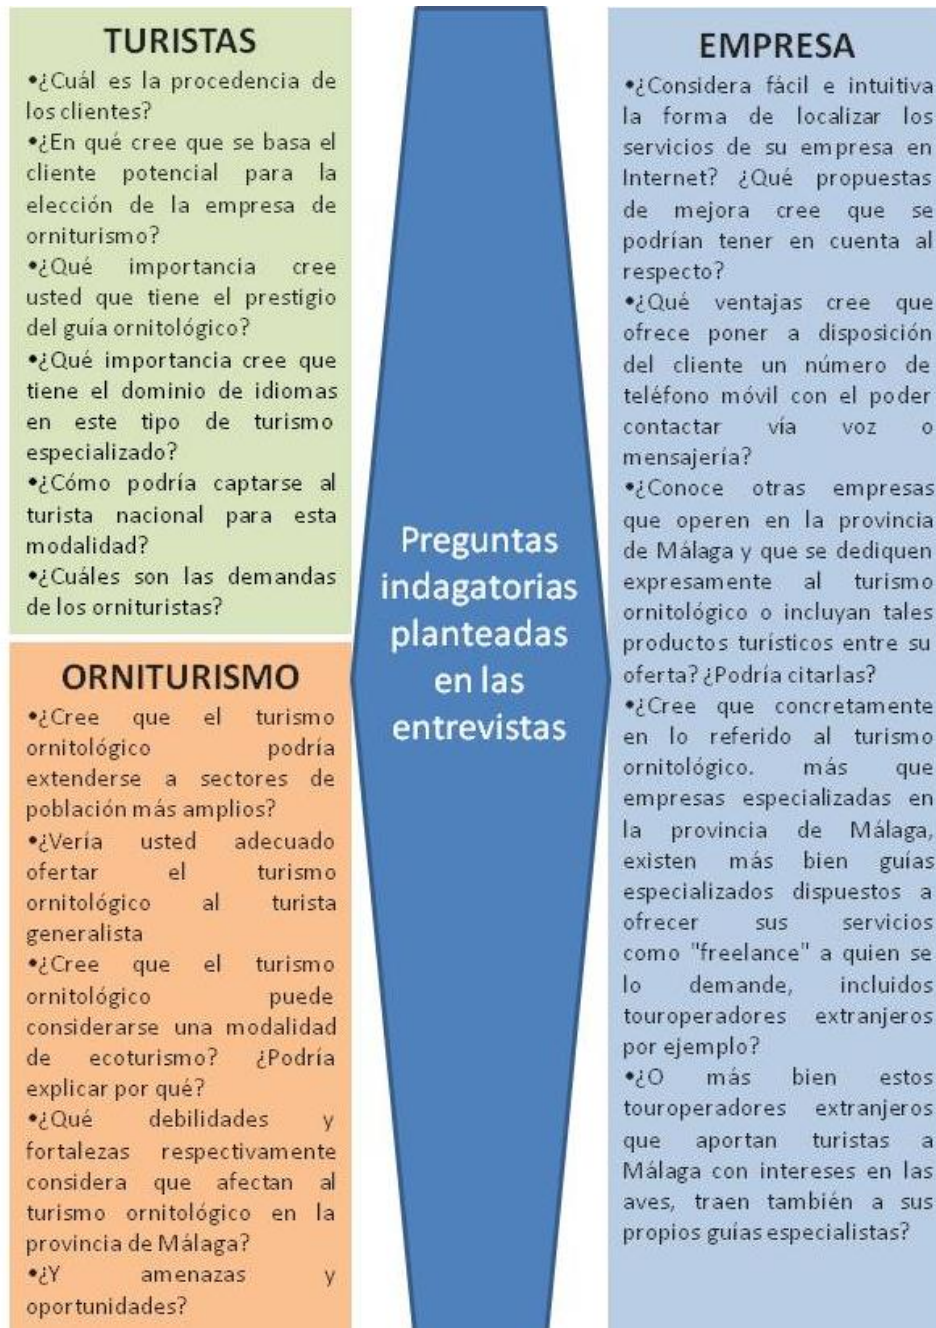 TURISTAS
•¿Cuál es la procedencia de
los clientes?
•¿En qué cree que se basa el
cliente potencial para la
elección de la empresa de
orniturismo?
•¿Qué importancia cree
usted que tiene el prestigio
del guía ornitológico?
•¿Qué importancia cree que
tiene el dominio de idiomas
en este tipo de turismo
especializado?
•¿Cómo podría captarse al
turista nacional para esta
modalidad?
•¿Cuáles son las demandas
de los ornituristas?
ORNITURISMO
•¿Cree que el turismo
ornitológico podría
extenderse a sectores de
población más amplios?
•¿Vería usted adecuado
ofertar el turismo
ornitológico al turista
generalista
•¿Cree que el turismo
ornitológico puede
considerarse una modalidad
de ecoturismo? ¿Podría
explicar por qué?
•¿Qué debilidades y
fortalezas respectivamente
considera que afectan al
turismo ornitológico en la
provincia de Málaga?
•¿Y amenazas y
oportunidades?
Preguntas
indagatorias
planteadas
en las
entrevistas
EMPRESA
•¿Considera fácil e intuitiva
la forma de localizar los
servicios de su empresa en
Internet? ¿Qué propuestas
de mejora cree que se
podrían tener en cuenta al
respecto?
•¿Qué ventajas cree que
ofrece poner a disposición
del cliente un número de
teléfono móvil con el poder
contactar vía voz o
mensajería?
•¿Conoce otras empresas
que operen en la provincia
de Málaga y que se dediquen
expresamente al turismo
ornitológico o incluyan tales
productos turísticos entre su
oferta? ¿Podría citarlas?
•¿Cree que concretamente
en lo referido al turismo
ornitológico. más que
empresas especializadas en
la provincia de Málaga,
existen más bien guías
especializados dispuestos a
ofrecer sus servicios
como "freelance" a quien se
lo demande, incluidos
touroperadores extranjeros
por ejemplo?
•¿O más bien estos
touroperadores extranjeros
que aportan turistas a
Málaga con intereses en las
aves, traen también a sus
propios guías especialistas?